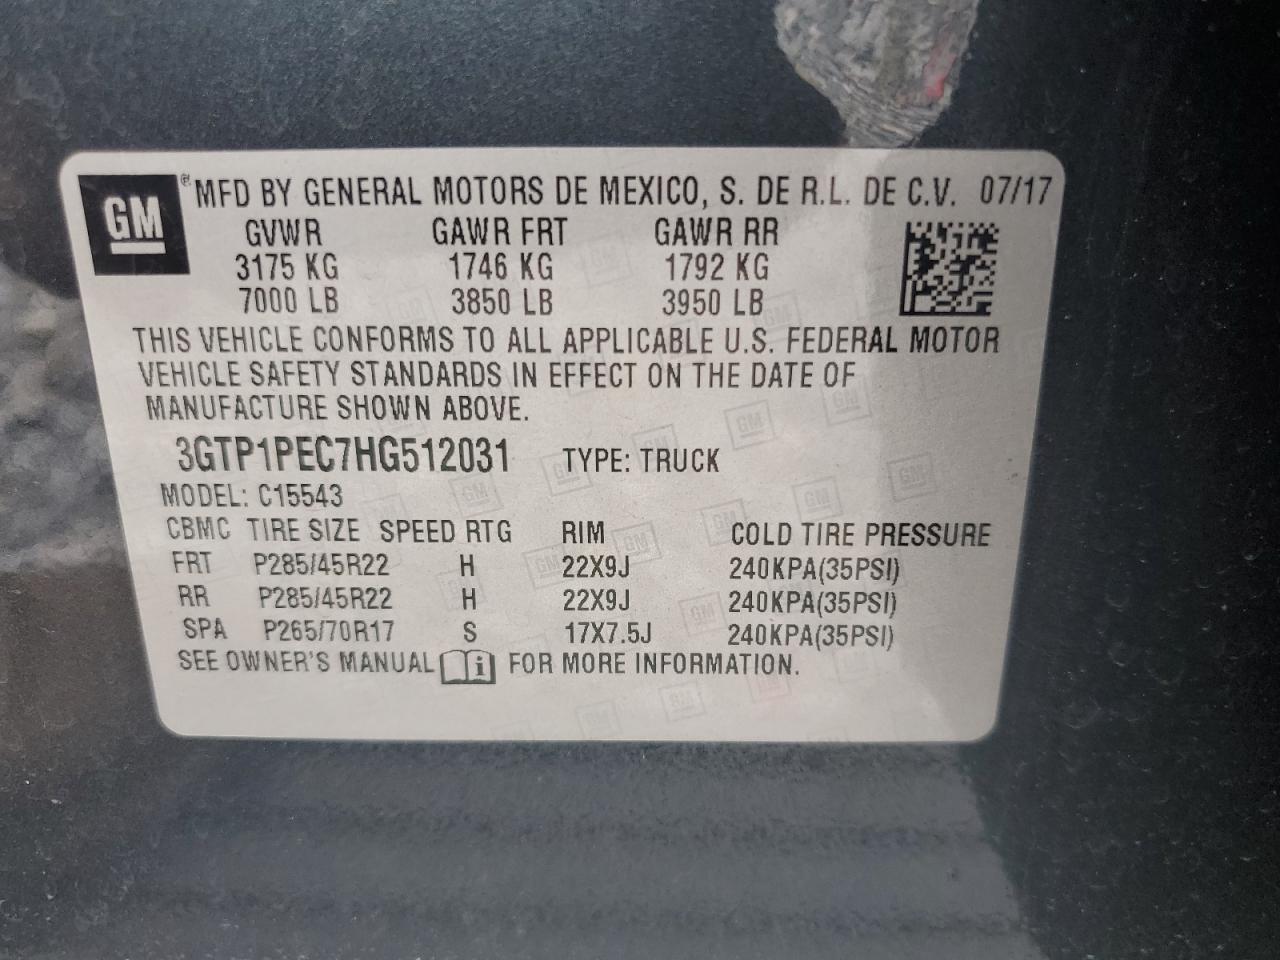 GM ® MFD BY GENERAL MOTORS DE MEXICO, S. DE R.L. DE C.V. 07/17
GVWR GAWR FRT GAWR RR
3175 KG 1746 KG 1792 KG
7000 LB 3850 LB 3950 LB
THIS VEHICLE CONFORMS TO ALL APPLICABLE U.S. FEDERAL MOTOR
VEHICLE SAFETY STANDARDS IN EFFECT ON THE DATE OF
MANUFACTURE SHOWN ABOVE.
3GTP1PEC7HG512031 TYPE: TRUCK
MODEL: C15543
CBMC TIRE SIZE SPEED RTG RIM COLD TIRE PRESSURE
FRT P285/45R22 H 22X9J 240KPA(35PSI)
RR P285/45R22 H 22X9J 240KPA(35PSI)
SPA P265/70R17 S 17X7.5J 240KPA(35PSI)
SEE OWNER'S MANUAL i FOR MORE INFORMATION.